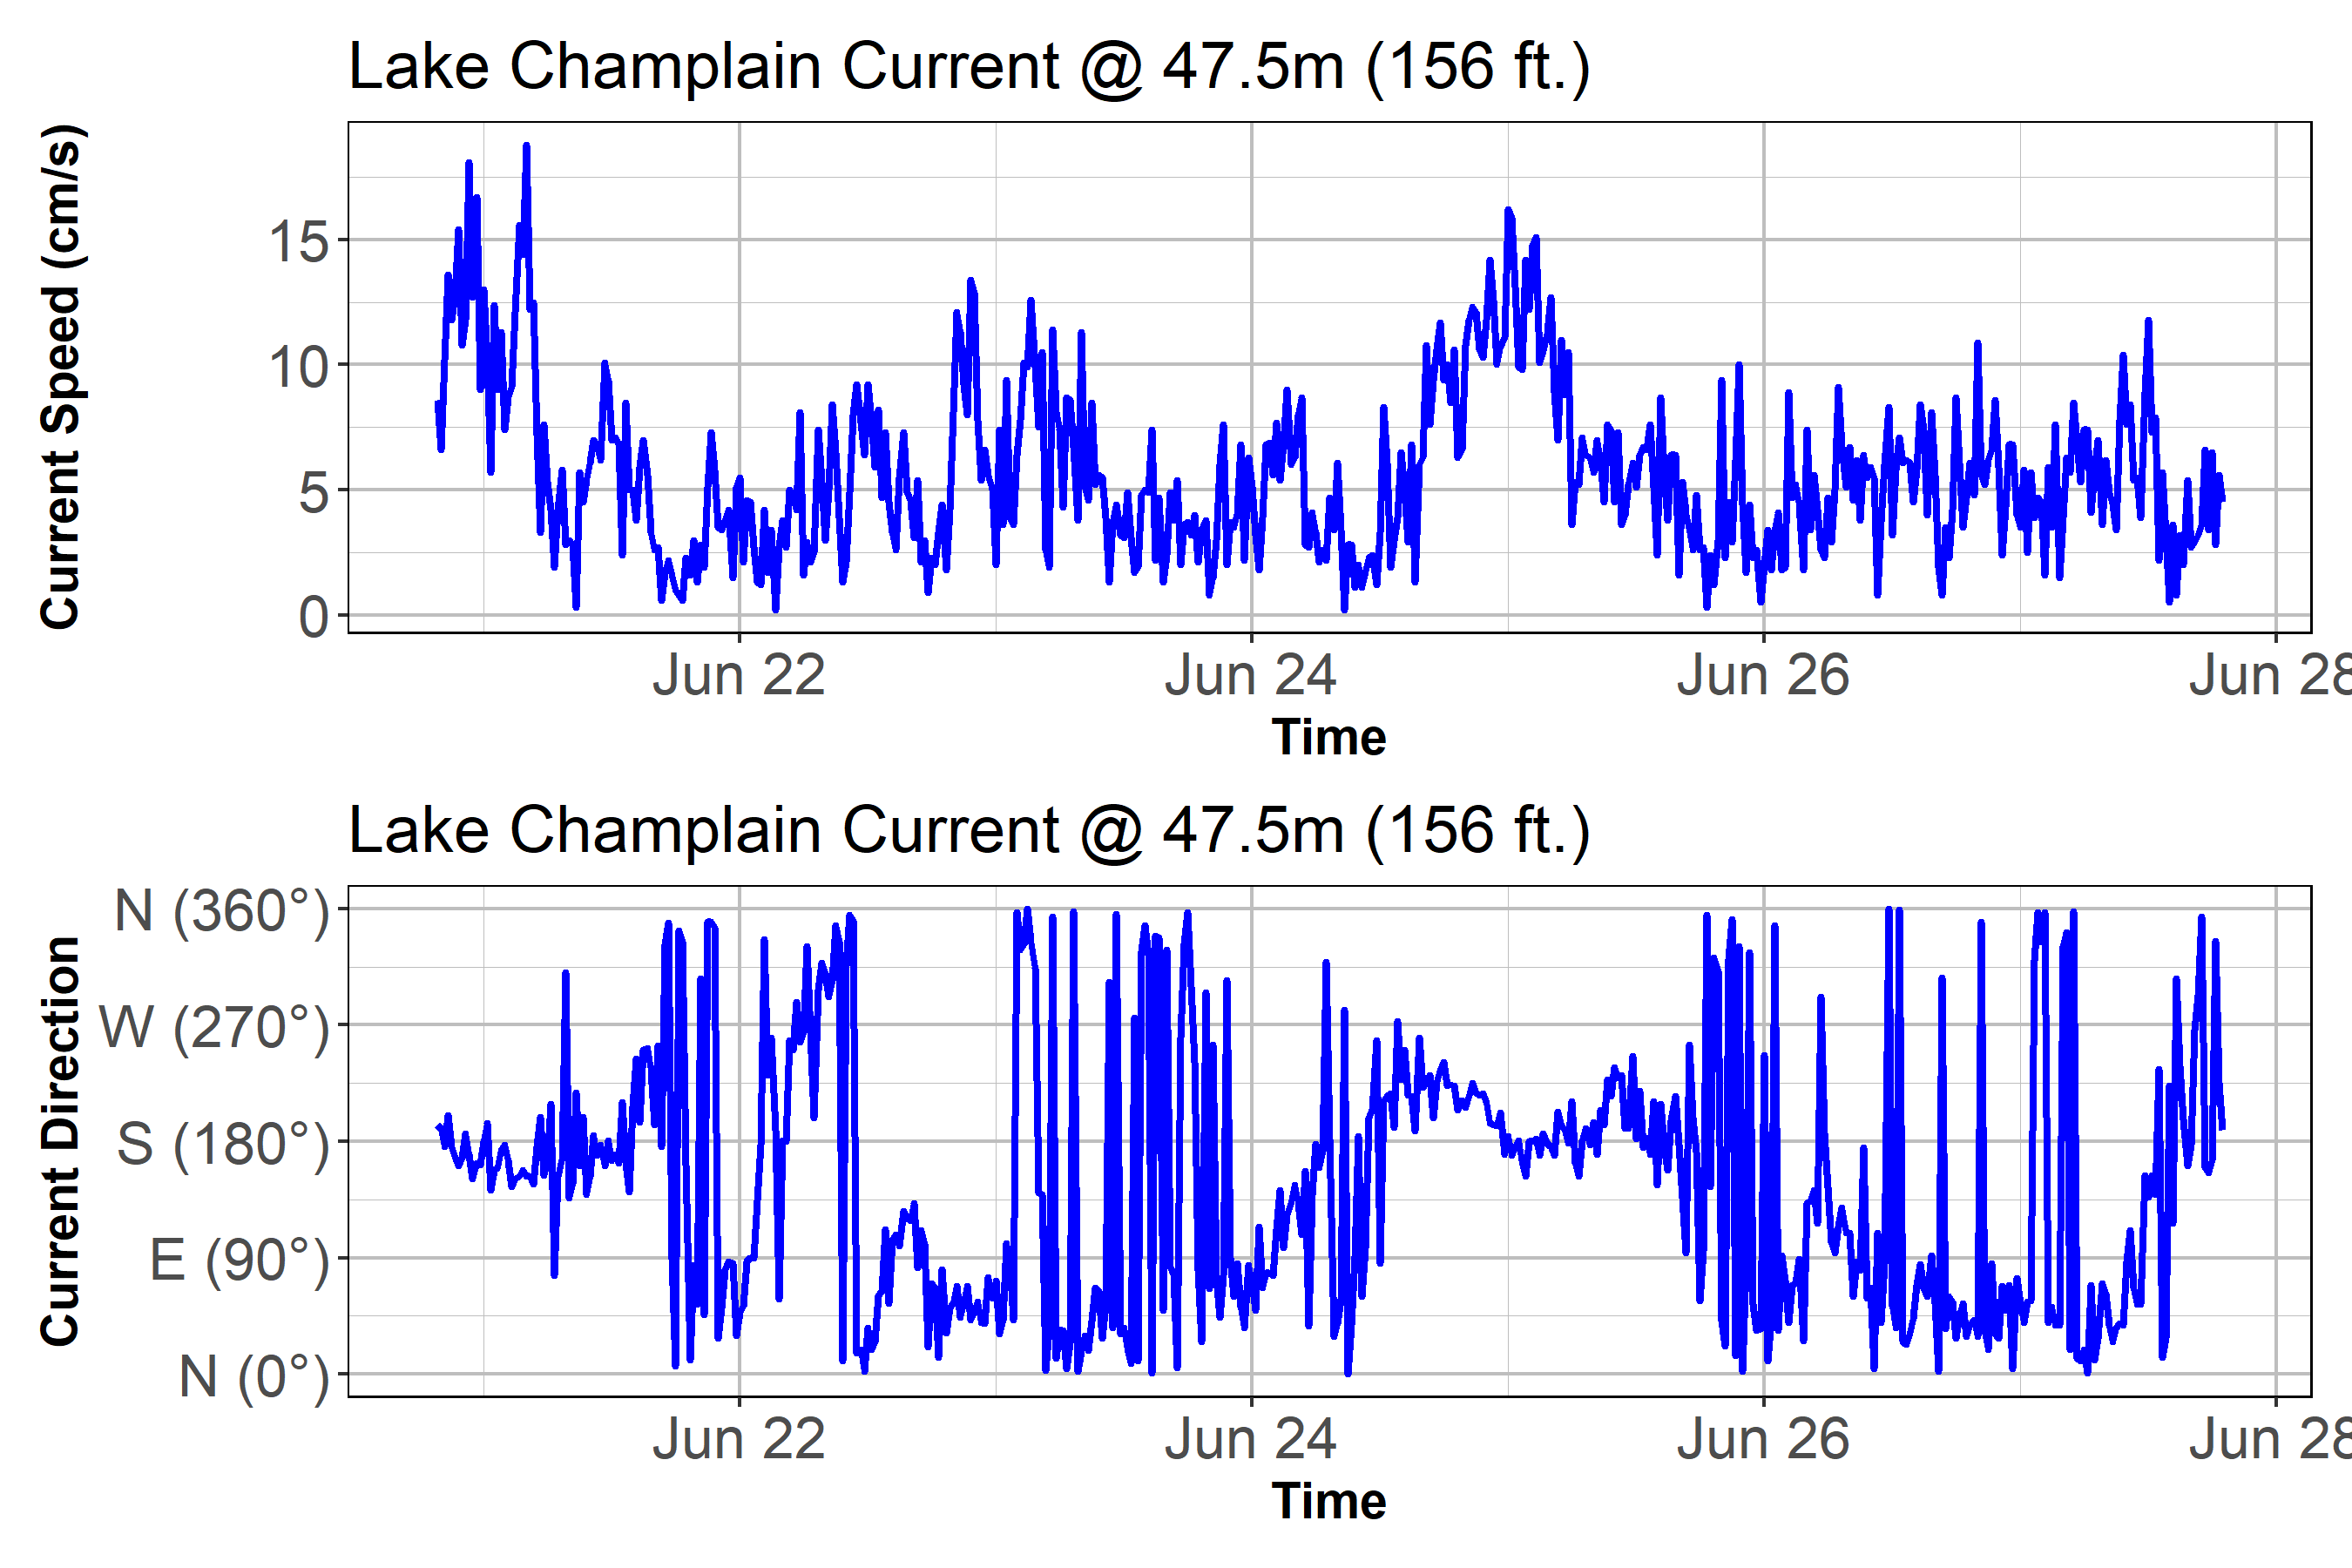 Lake Champlain Current @ 47.5m (156 ft.)
Current Speed (cm/s)
15
10
5
0
Jun 22 Jun 24 Jun 26 Jun 28
Time
Lake Champlain Current @ 47.5m (156 ft.)
Current Direction
N (360°)
W (270°)
S (180°)
E (90°)
N (0°)
Jun 22 Jun 24 Jun 26 Jun 28
Time